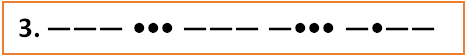 3. — — — ••• — — — —••• —•— —